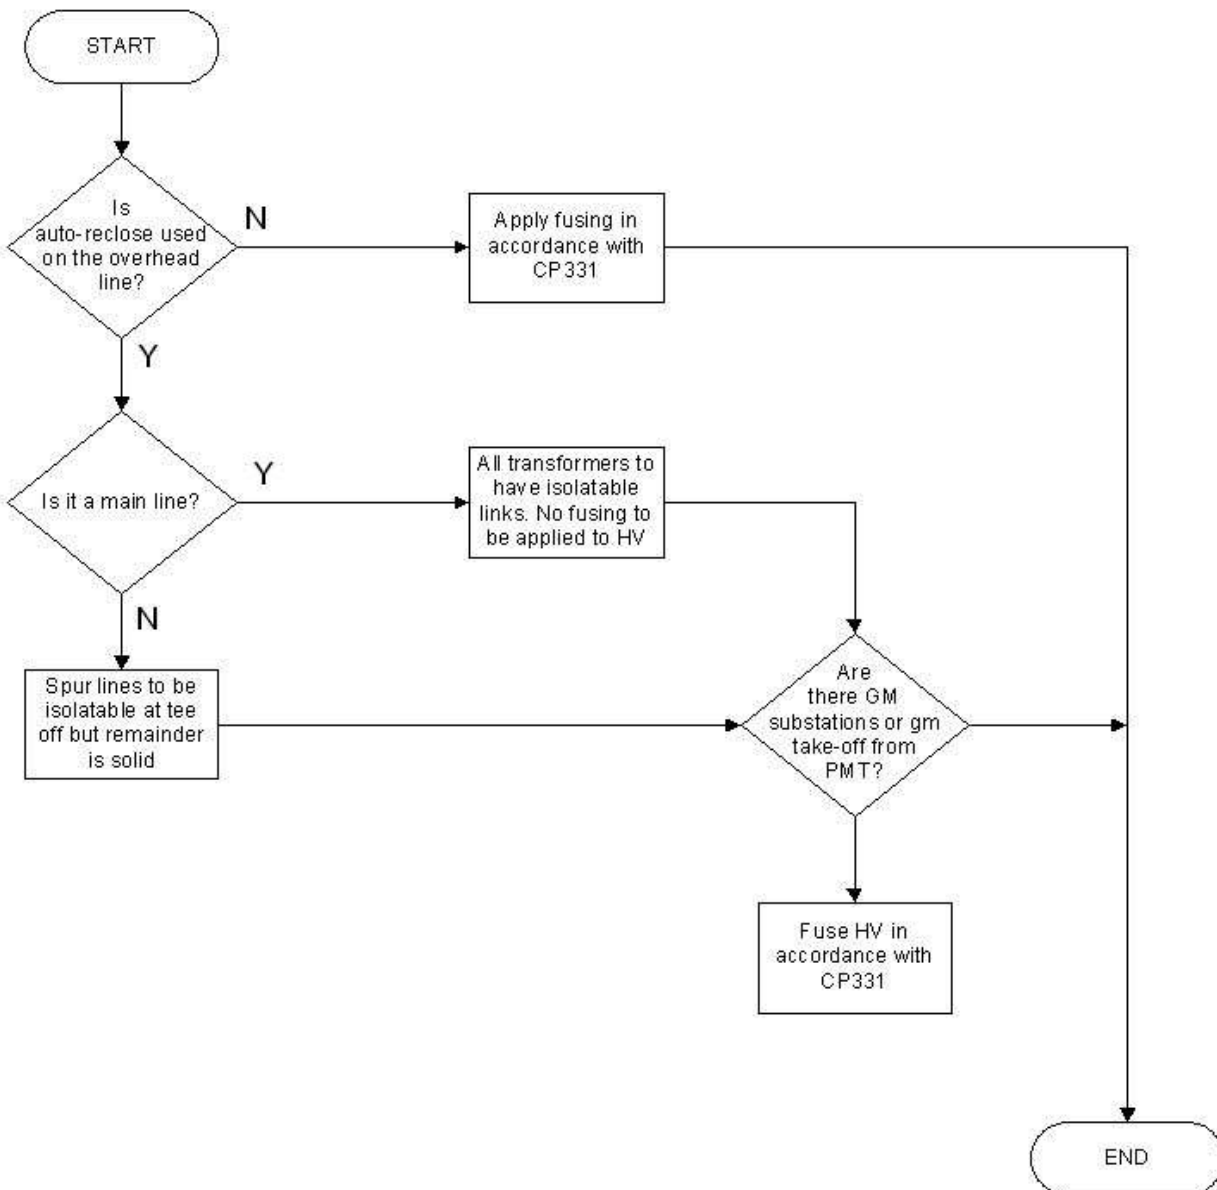 START
Is
auto-reclose used
on the overhead
line?
N
Apply fusing in
accordance with
CP331
Y
Is it a main line?
Y
All transformers to
have isolatable
links. No fusing to
be applied to HV
N
Spur lines to be
isolatable at tee
off but remainder
is solid
Are
there GM
substations or gm
take-off from
PMT?
Fuse HV in
accordance with
CP331
END